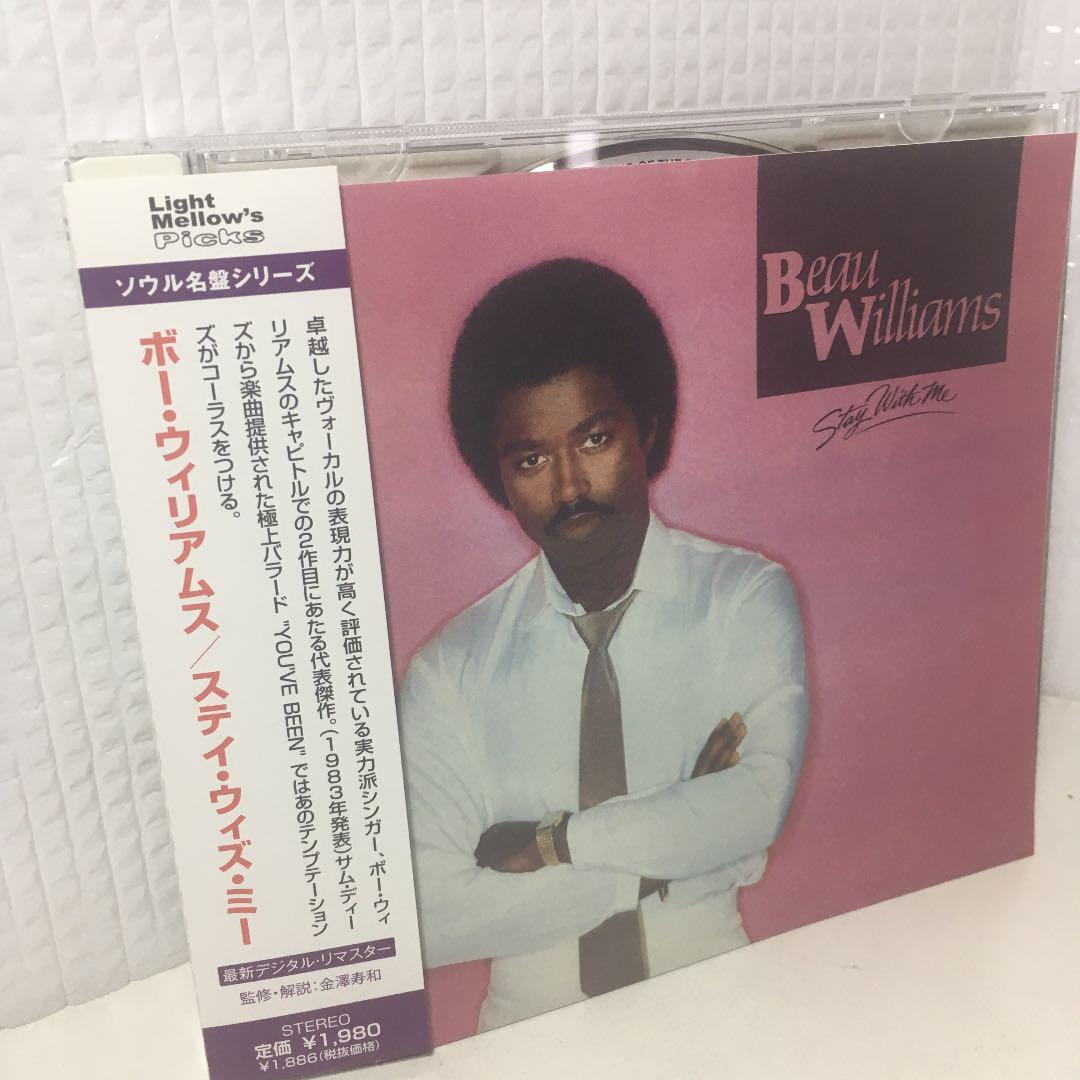 Light
Mellow's
Picks
ソウル名盤シリーズ
卓越したヴォーカルの表現力が高く評価されている実力派シンガー、ボー・ウィ
リアムスのキャピトルでの2作目にあたる代表傑作。(1983年発表)サム・ディー
ズから楽曲提供された極上バラード "YOU'VE BEEN" ではあのテンプテーション
ズがコーラスをつける。
ボー・ウィリアムス/ステイ・ウィズ・ミー
最新デジタル・リマスター
監修・解説:金澤寿和
STEREO
定価 ¥1,980
¥1,886(税抜価格)
Beau
Williams
Stay With Me